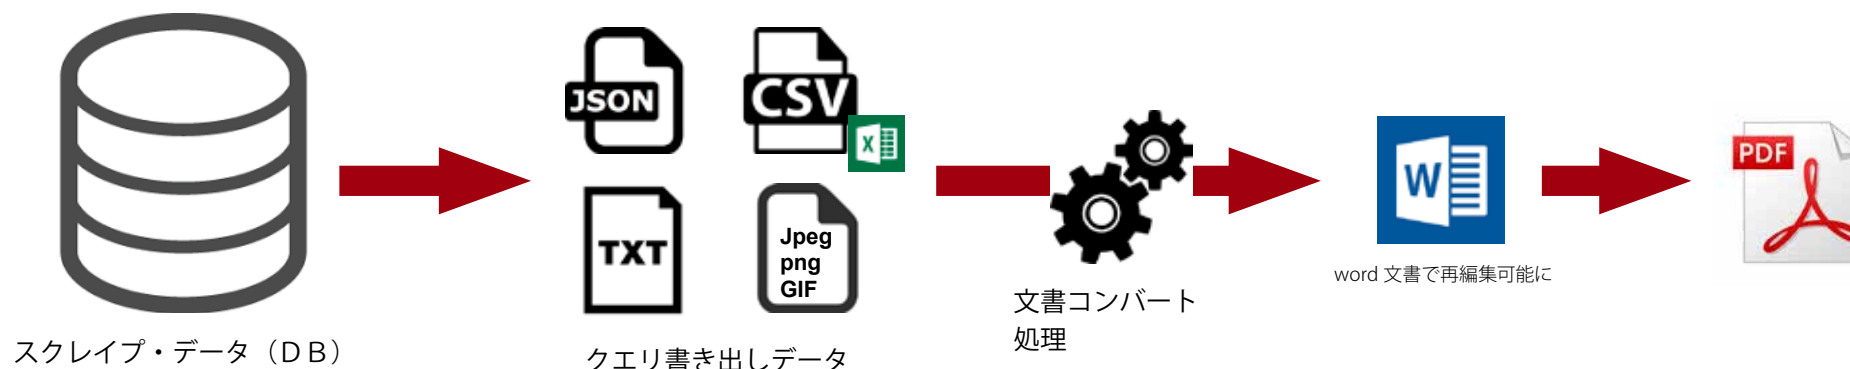 JSON
CSV
X
TXT
Jpeg
png
GIF
W
PDF
word 文書で再編集可能に
文書コンバート
処理
スクレイプ・データ（ＤＢ）
クエリ書き出しデータ